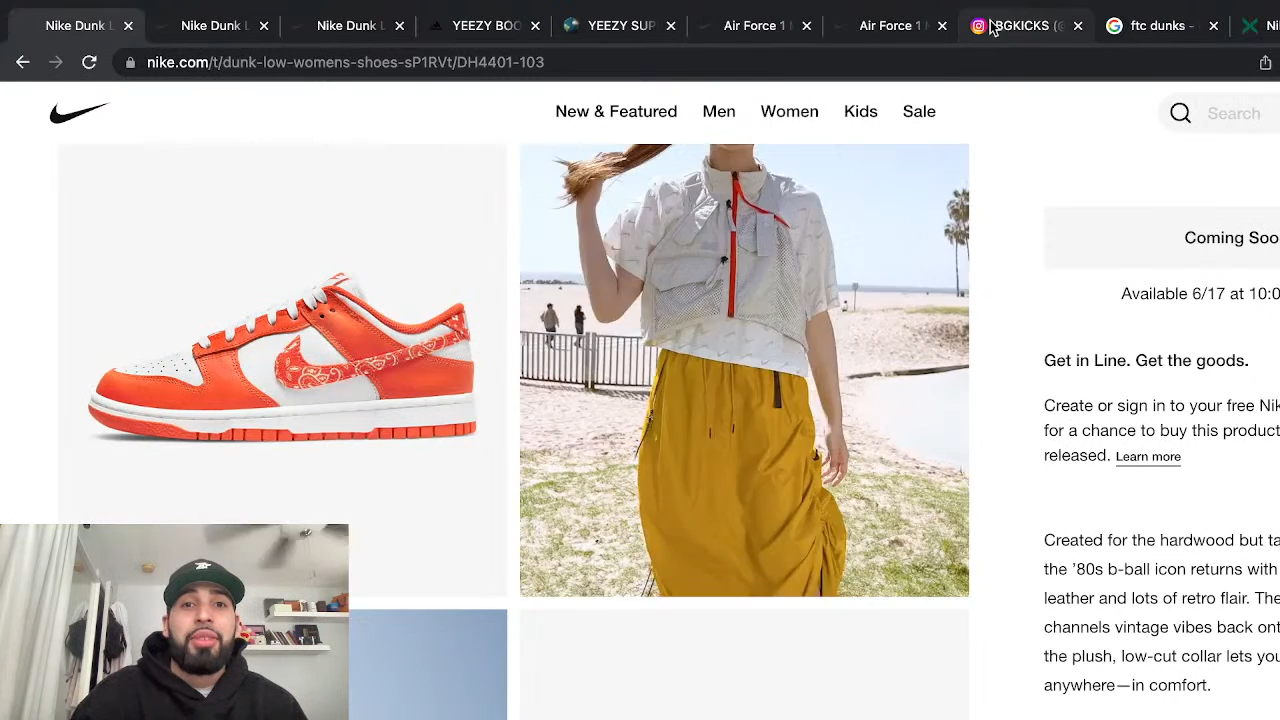 Nike Dunk L
Nike Dunk L
Nike Dunk L
YEEZY BOO
YEEZY SUP
Air Force 1
Air Force 1
BGKICKS (@
ftc dunks -
Ni
nike.com/t/dunk-low-womens-shoes-sP1RVt/DH4401-103
New & Featured Men Women Kids Sale
Search
Coming Soo
Available 6/17 at 10:0
Get in Line. Get the goods.
Create or sign in to your free Nik
for a chance to buy this product
released. Learn more
Created for the hardwood but ta
the '80s b-ball icon returns with
leather and lots of retro flair. The
channels vintage vibes back ont
the plush, low-cut collar lets you
anywhere—in comfort.